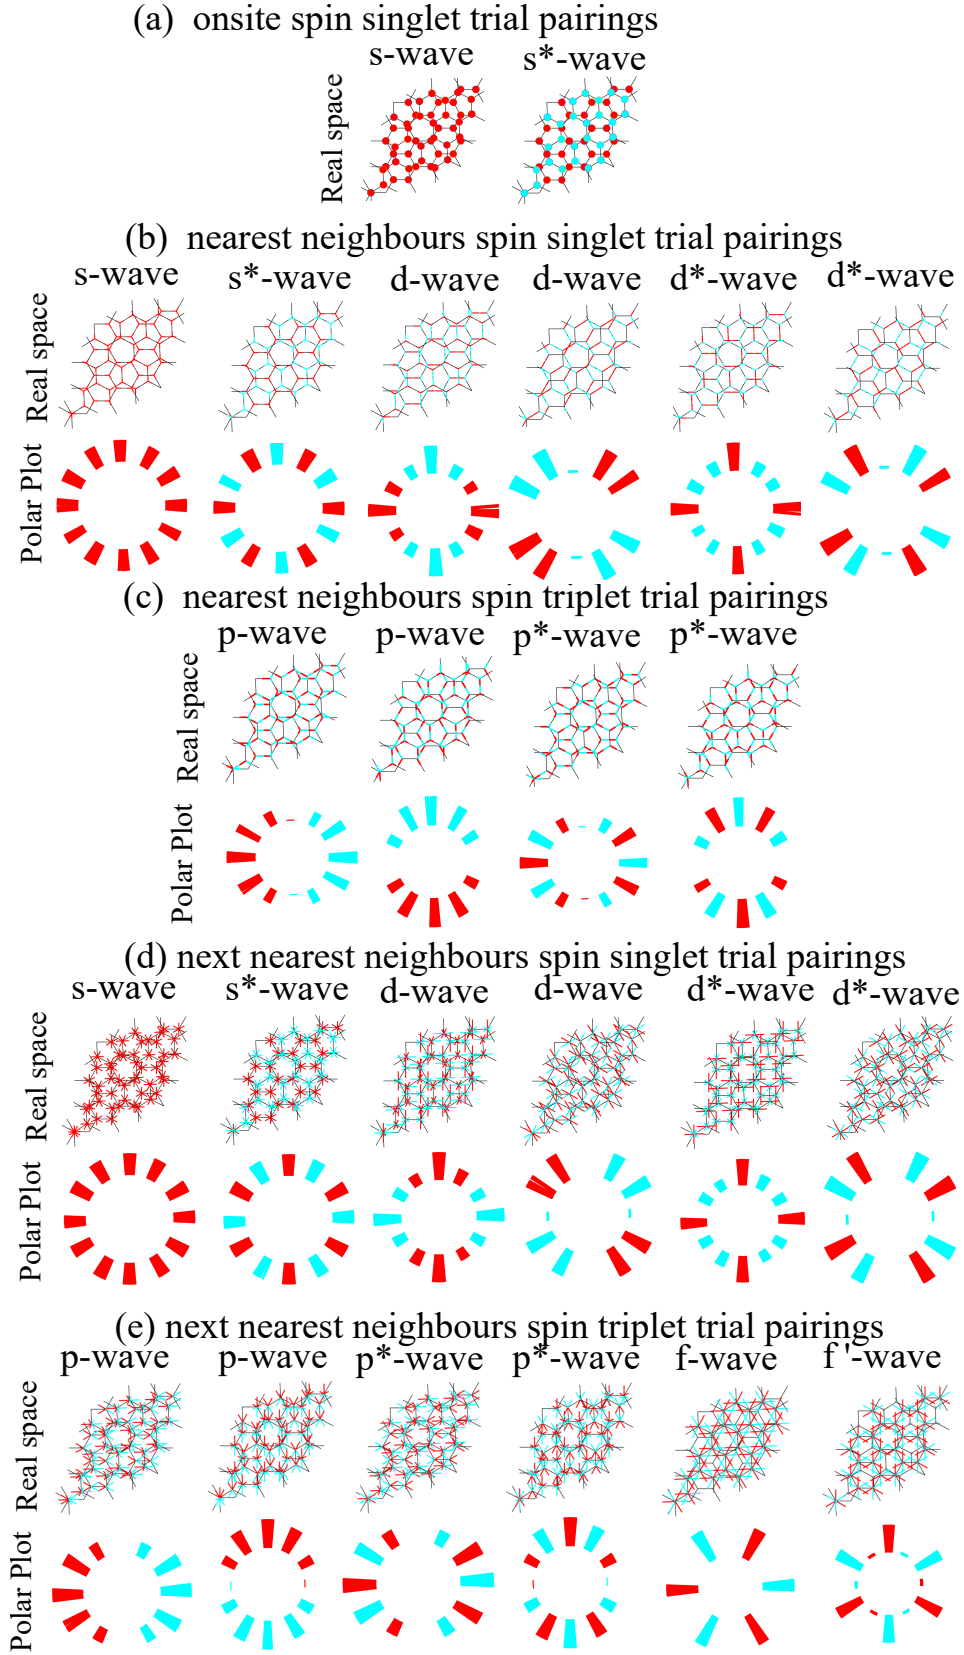 (a) onsite spin singlet trial pairings
s-wave s*-wave
Real space
(b) nearest neighbours spin singlet trial pairings
s-wave s*-wave d-wave d-wave d*-wave d*-wave
Real space
Polar Plot
(c) nearest neighbours spin triplet trial pairings
p-wave p-wave p*-wave p*-wave
Real space
Polar Plot
(d) next nearest neighbours spin singlet trial pairings
s-wave s*-wave d-wave d-wave d*-wave d*-wave
Real space
Polar Plot
(e) next nearest neighbours spin triplet trial pairings
p-wave p-wave p*-wave p*-wave f-wave f'-wave
Real space
Polar Plot